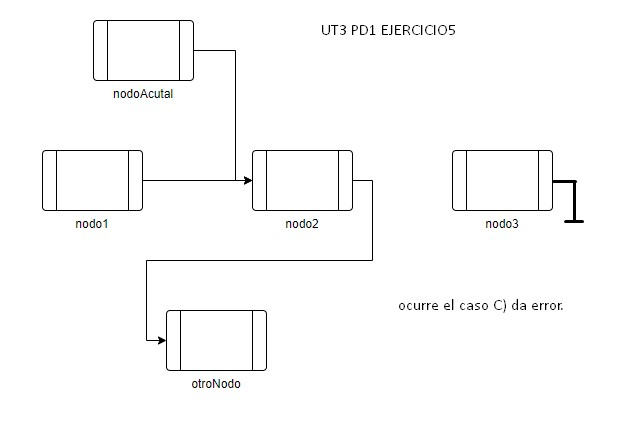 UT3 PD1 EJERCICIO5
nodoAcutal
nodo1
nodo2
nodo3
ocurre el caso C) da error.
otroNodo